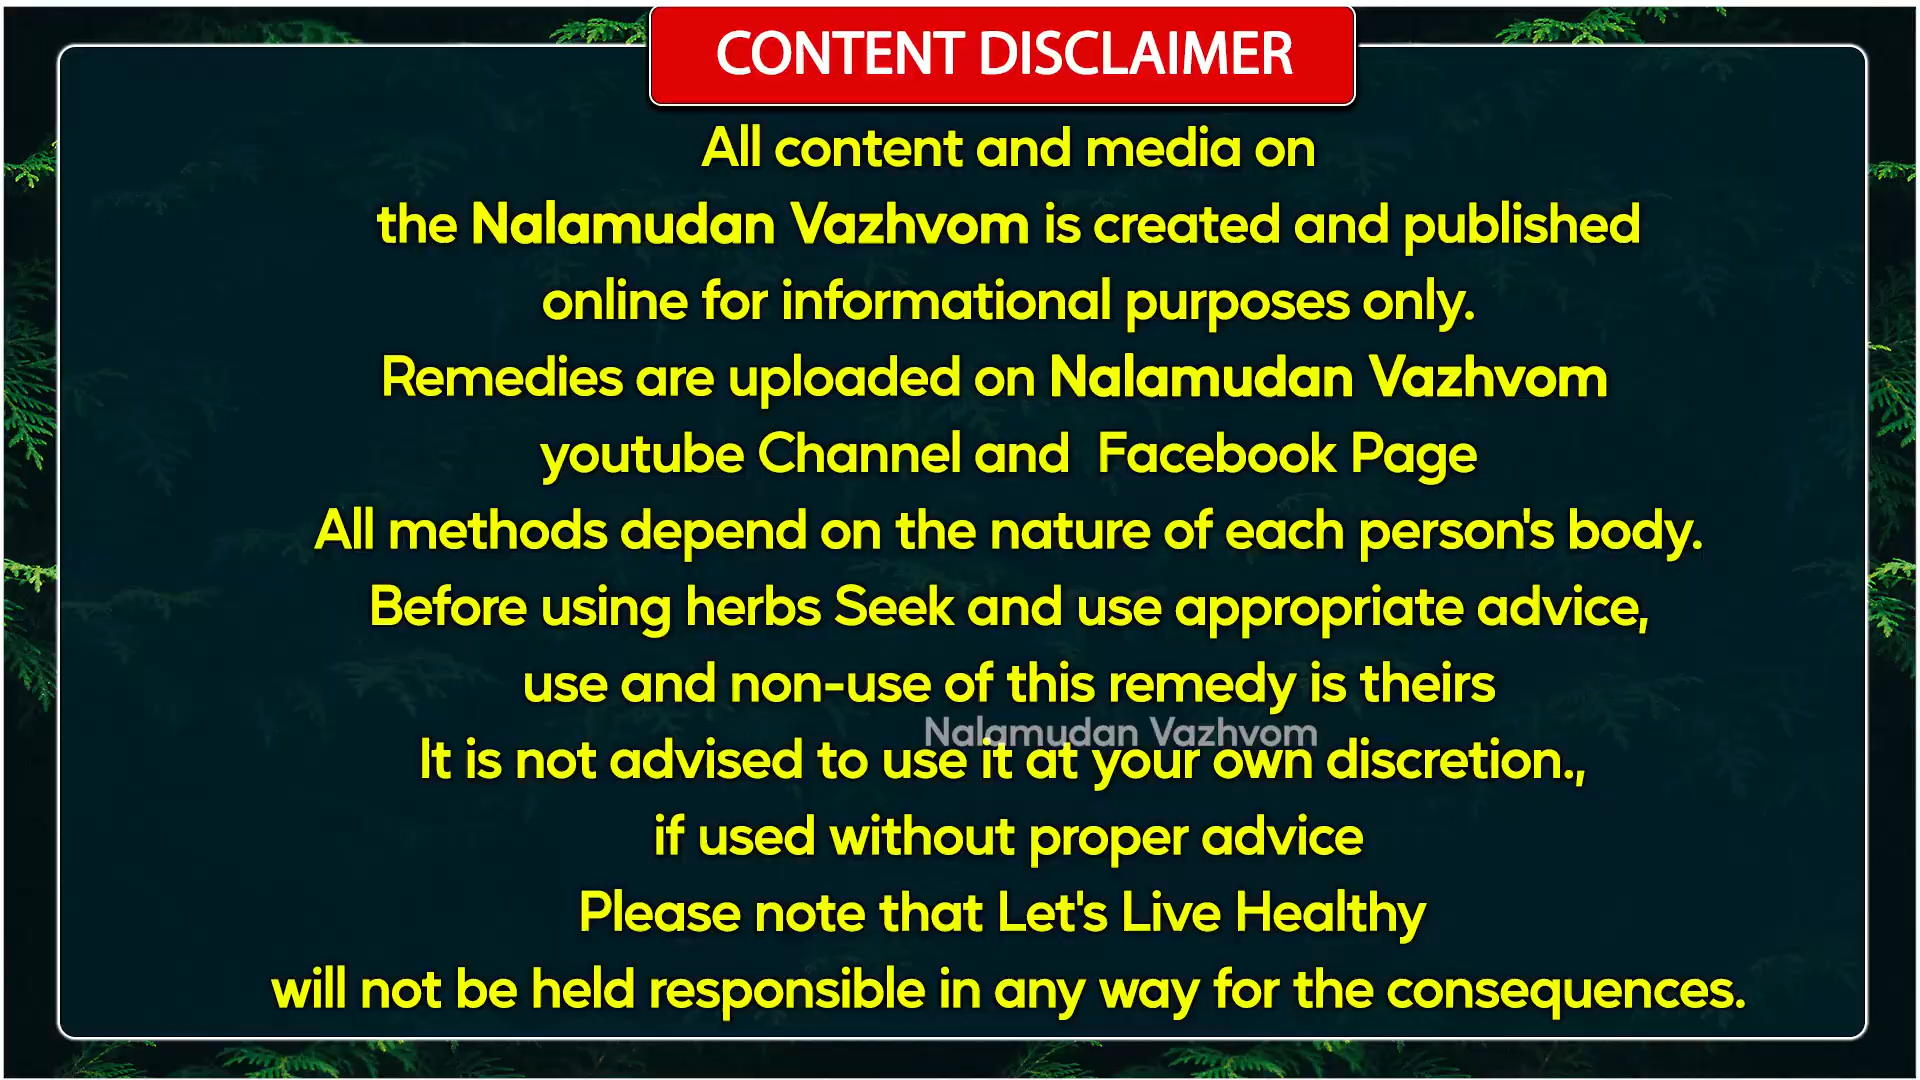 CONTENT DISCLAIMER
All content and media on
the Nalamudan Vazhvom is created and published
online for informational purposes only.
Remedies are uploaded on Nalamudan Vazhvom
youtube Channel and  Facebook Page
All methods depend on the nature of each person's body.
Before using herbs Seek and use appropriate advice,
use and non-use of this remedy is theirs
Nalamudan Vazhvom
It is not advised to use it at your own discretion.,
if used without proper advice
Please note that Let's Live Healthy
will not be held responsible in any way for the consequences.